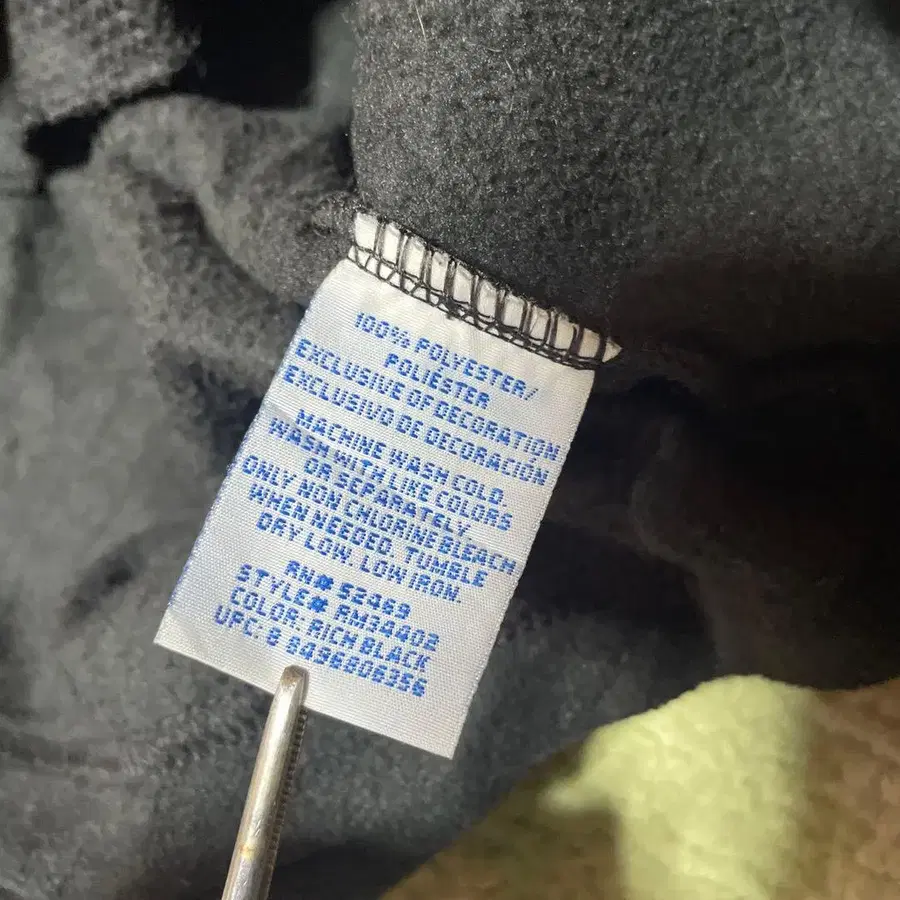 100% POLYESTER/
POLIÉSTER
EXCLUSIVE OF DECORATION
EXCLUSIVO DE DECORACIÓN
MACHINE WASH COLD,
WASH WITH LIKE COLORS
OR SEPARATELY,
ONLY NON CHLORINE BLEACH
WHEN NEEDED, TUMBLE
DRY LOW. LOW IRON.
RN# 52469
STYLE# RM34402
COLOR: RICH BLACK
UPC: 8 8496806356